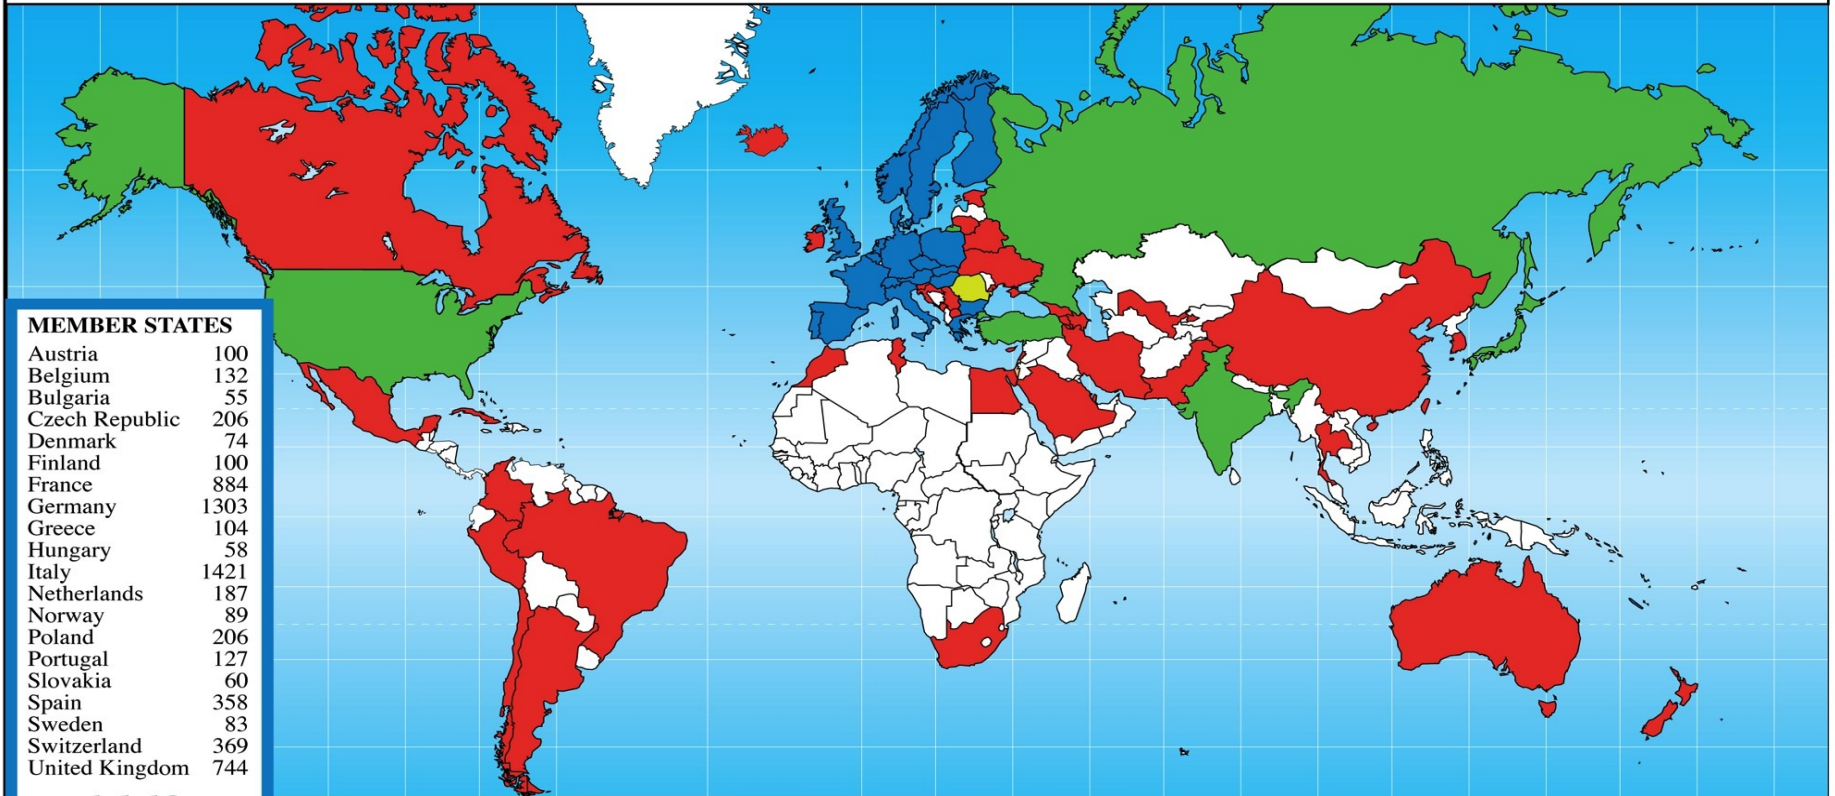 MEMBER STATES
Austria 100
Belgium 132
Bulgaria 55
Czech Republic 206
Denmark 74
Finland 100
France 884
Germany 1303
Greece 104
Hungary 58
Italy 1421
Netherlands 187
Norway 89
Poland 206
Portugal 127
Slovakia 60
Spain 358
Sweden 83
Switzerland 369
United Kingdom 744